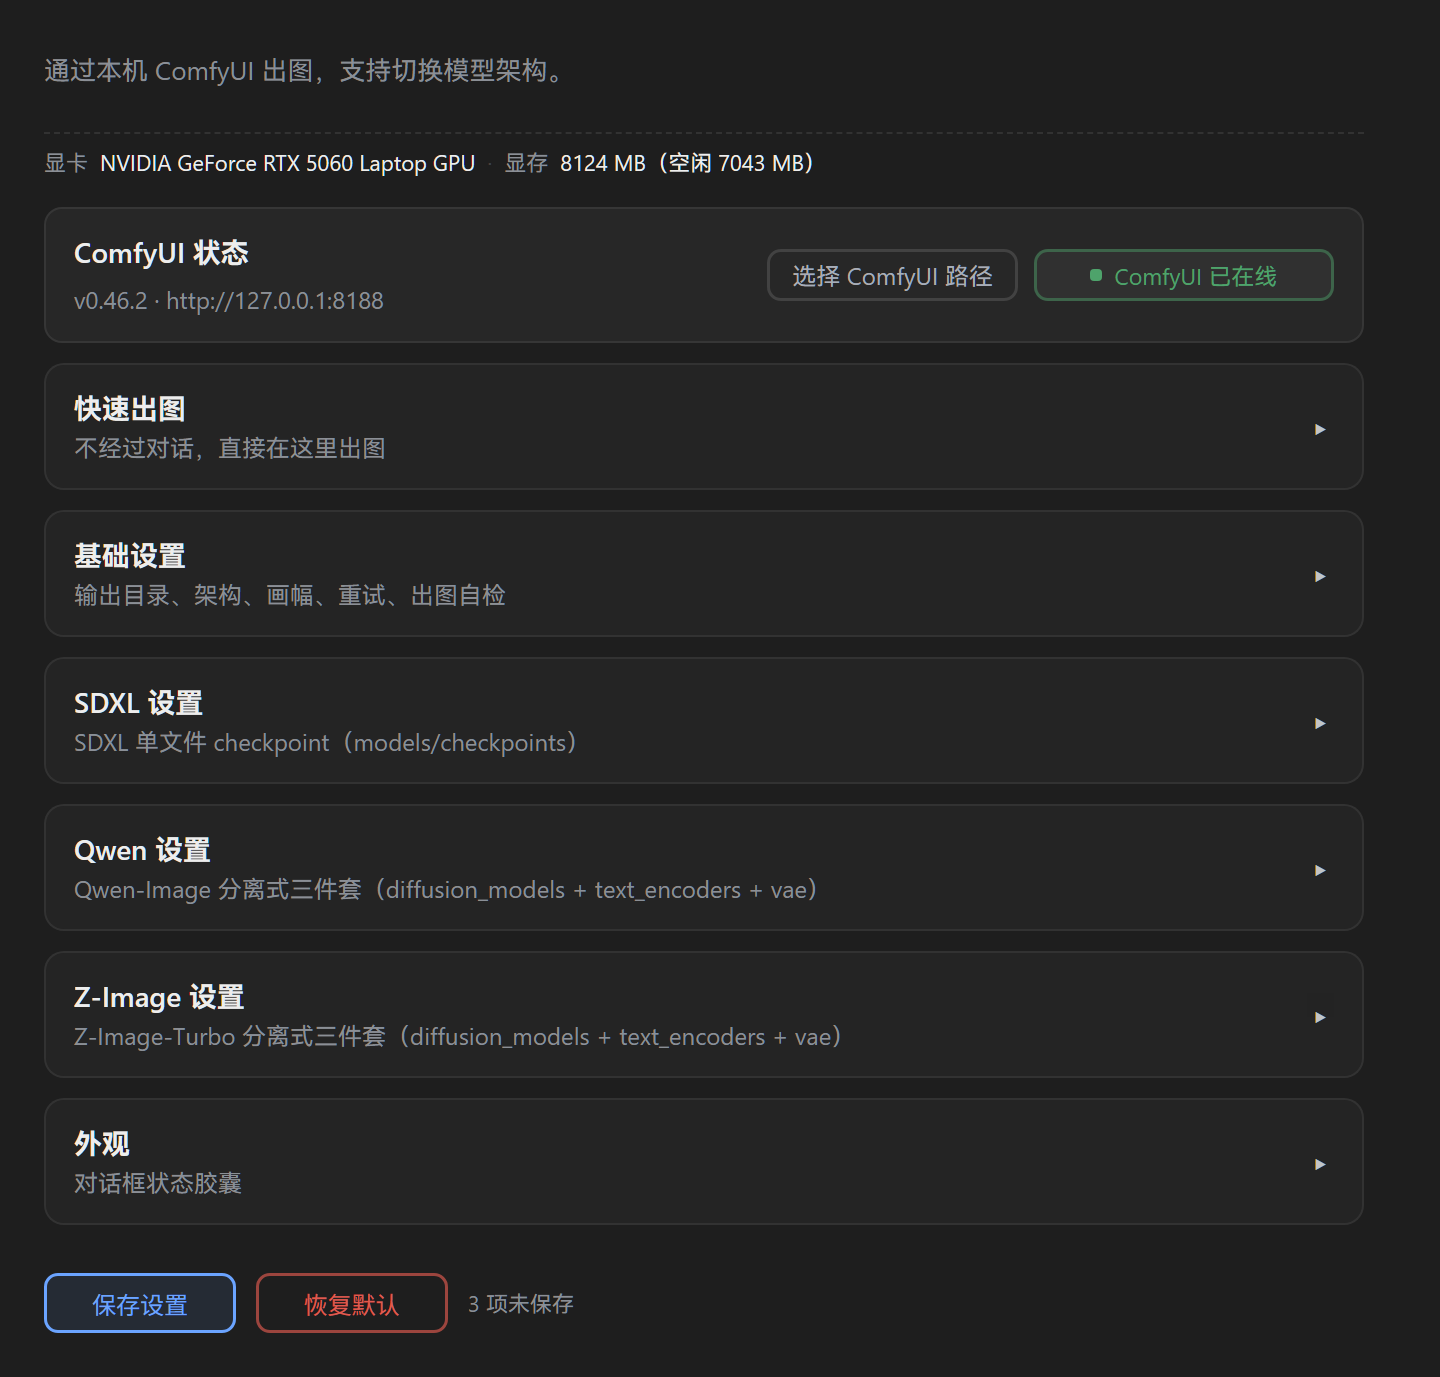 通过本机 ComfyUI 出图，支持切换模型架构。
显卡 NVIDIA GeForce RTX 5060 Laptop GPU · 显存 8124 MB（空闲 7043 MB）
ComfyUI 状态
v0.46.2 · http://127.0.0.1:8188
选择 ComfyUI 路径
ComfyUI 已在线
快速出图
不经过对话，直接在这里出图
基础设置
输出目录、架构、画幅、重试、出图自检
SDXL 设置
SDXL 单文件 checkpoint（models/checkpoints）
Qwen 设置
Qwen-Image 分离式三件套（diffusion_models + text_encoders + vae）
Z-Image 设置
Z-Image-Turbo 分离式三件套（diffusion_models + text_encoders + vae）
外观
对话框状态胶囊
保存设置
恢复默认
3 项未保存